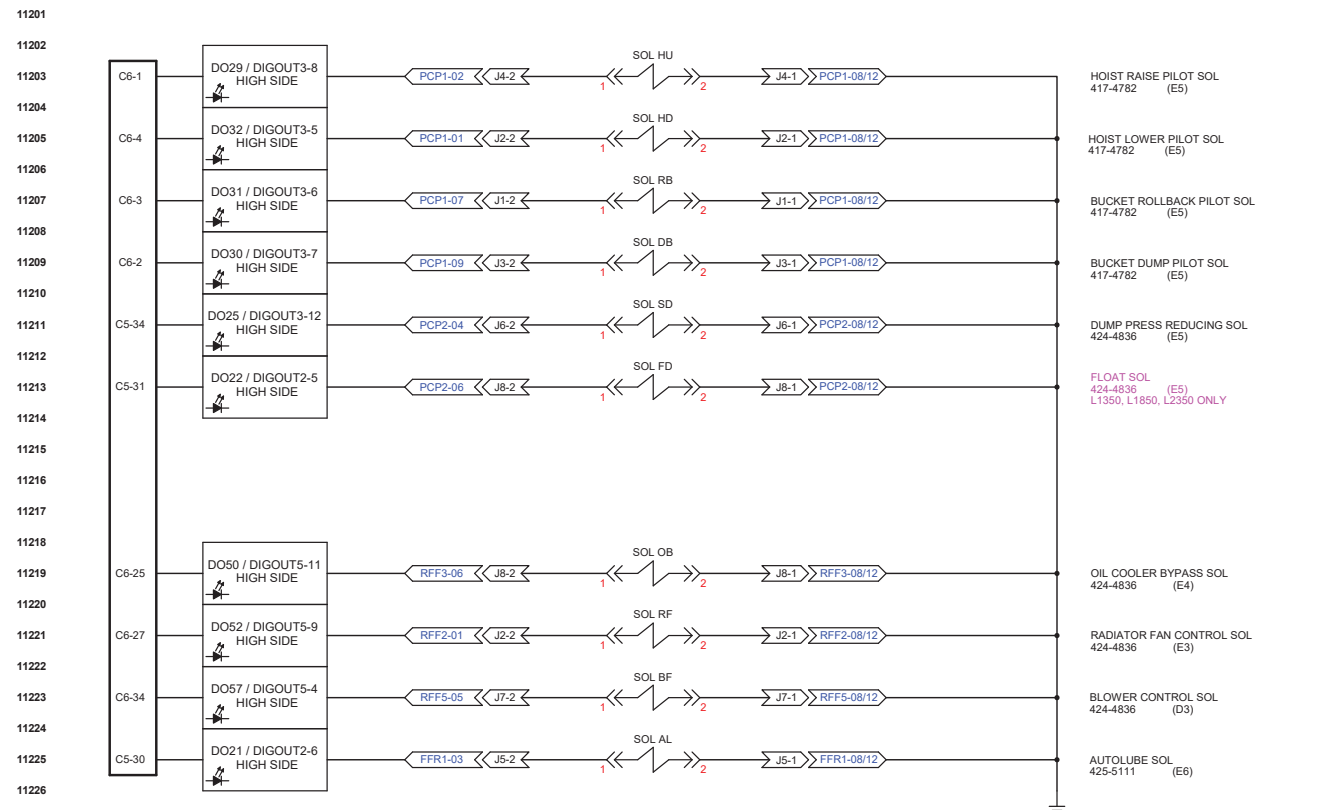 11201
11202
SOL HU
C6-1 DO29 / DIGOUT3-8 PCP1-02 J4-2 J4-1 PCP1-08/12 HOIST RAISE PILOT SOL
11203
HIGH SIDE 1 2 417-4782 (E5)
11204
SOL HD
C6-4 DO32 / DIGOUT3-5 PCP1-01 J2-2 J2-1 PCP1-08/12 HOIST LOWER PILOT SOL
11205
HIGH SIDE 1 2 417-4782 (E5)
11206
SOL RB
C6-3 DO31 / DIGOUT3-6 PCP1-07 J1-2 J1-1 PCP1-08/12 BUCKET ROLLBACK PILOT SOL
11207
HIGH SIDE 1 2 417-4782 (E5)
11208
SOL DB
C6-2 DO30 / DIGOUT3-7 PCP1-09 J3-2 J3-1 PCP1-08/12 BUCKET DUMP PILOT SOL
11209
HIGH SIDE 1 2 417-4782 (E5)
11210
SOL SD
C5-34 DO25 / DIGOUT3-12 PCP2-04 J6-2 J6-1 PCP2-08/12 DUMP PRESS REDUCING SOL
11211
HIGH SIDE 1 2 424-4836 (E5)
11212
SOL FD
C5-31 DO22 / DIGOUT2-5 PCP2-06 J8-2 J8-1 PCP2-08/12 FLOAT SOL
11213
HIGH SIDE 1 2 424-4836 (E5)
L1350, L1850, L2350 ONLY
11214
11215
11216
11217
11218
SOL OB
C6-25 DO50 / DIGOUT5-11 RFF3-06 J8-2 J8-1 RFF3-08/12 OIL COOLER BYPASS SOL
11219
HIGH SIDE 1 2 424-4836 (E4)
11220
SOL RF
C6-27 DO52 / DIGOUT5-9 RFF2-01 J2-2 J2-1 RFF2-08/12 RADIATOR FAN CONTROL SOL
11221
HIGH SIDE 1 2 424-4836 (E3)
11222
SOL BF
C6-34 DO57 / DIGOUT5-4 RFF5-05 J7-2 J7-1 RFF5-08/12 BLOWER CONTROL SOL
11223
HIGH SIDE 1 2 424-4836 (D3)
11224
SOL AL
C5-30 DO21 / DIGOUT2-6 FFR1-03 J5-2 J5-1 FFR1-08/12 AUTOLUBE SOL
11225
HIGH SIDE 1 2 425-5111 (E6)
11226